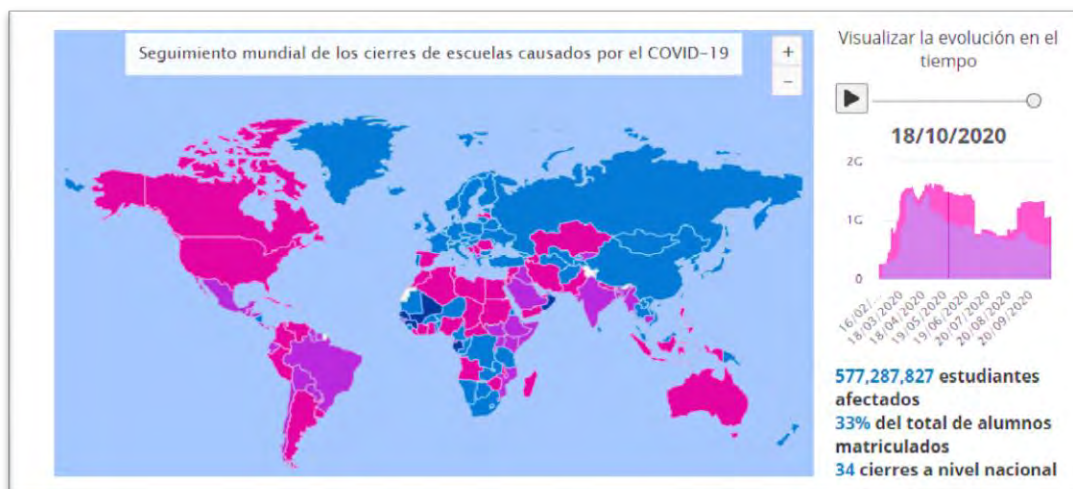 Seguimiento mundial de los cierres de escuelas causados por el COVID-19
+
−
Visualizar la evolución en el
tiempo
18/10/2020
2G
1G
0
16/02/...
18/03/2020
18/04/2020
19/05/2020
19/06/2020
20/07/2020
20/08/2020
20/09/2020
577,287,827 estudiantes
afectados
33% del total de alumnos
matriculados
34 cierres a nivel nacional